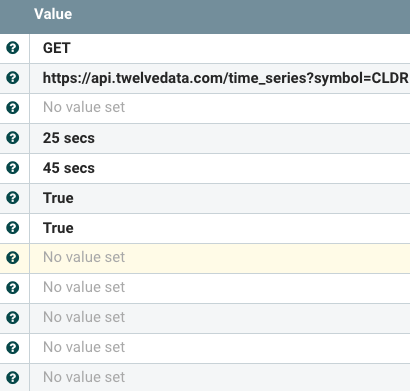 Value
GET
https://api.twelvedata.com/time_series?symbol=CLDR
No value set
25 secs
45 secs
True
True
No value set
No value set
No value set
No value set
No value set